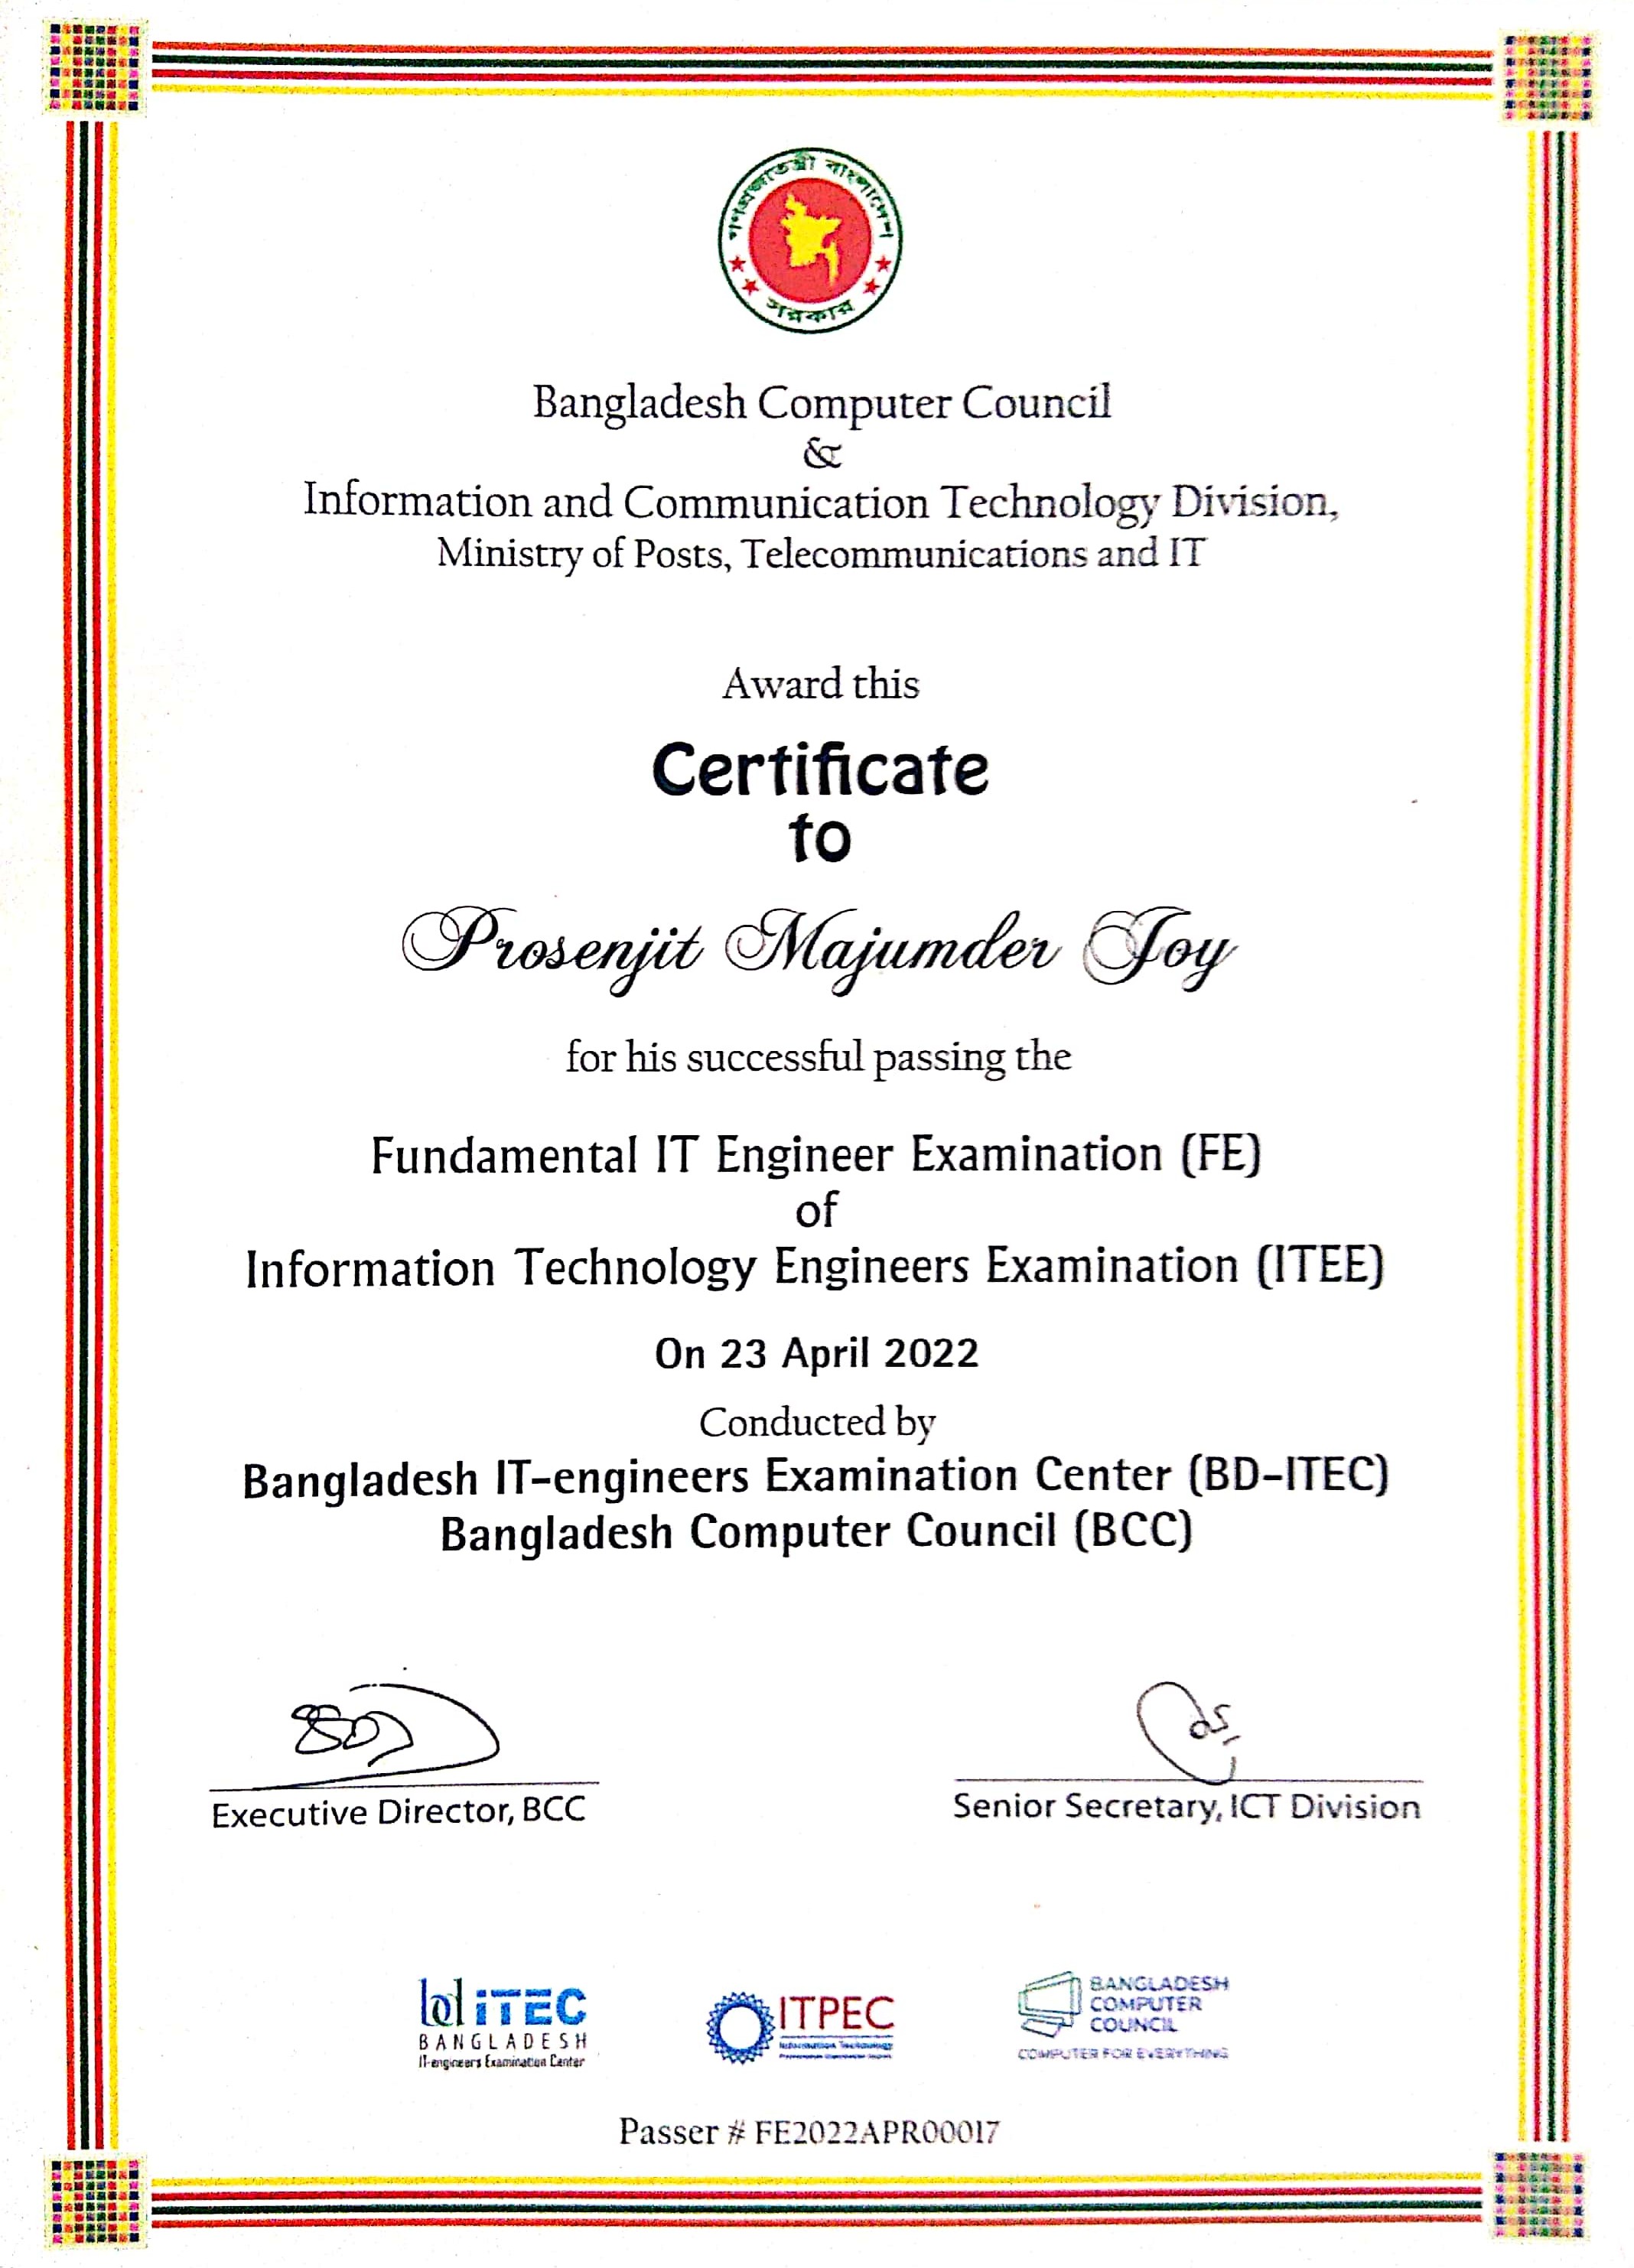 গণপ্রজাতন্ত্রী বাংলাদেশ
সরকার
Bangladesh Computer Council
&
Information and Communication Technology Division,
Ministry of Posts, Telecommunications and IT
Award this
Certificate
to
Prosenjit Majumder Joy
for his successful passing the
Fundamental IT Engineer Examination (FE)
of
Information Technology Engineers Examination (ITEE)
On 23 April 2022
Conducted by
Bangladesh IT-engineers Examination Center (BD-ITEC)
Bangladesh Computer Council (BCC)
Executive Director, BCC
Senior Secretary, ICT Division
bd ITEC
BANGLADESH
IT-engineers Examination Center
ITPEC
Information Technology
BANGLADESH
COMPUTER
COUNCIL
COMPUTER FOR EVERYTHING
Passer # FE2022APR00017